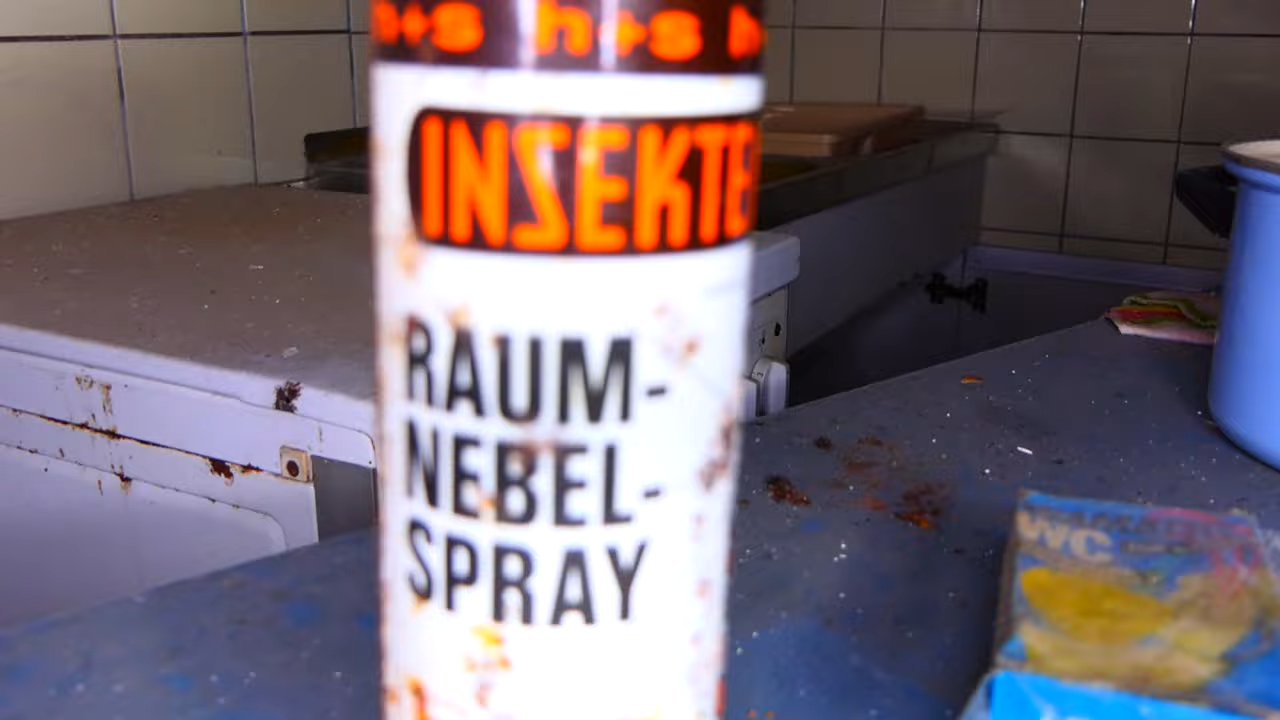 h+s h+s h
INSEKTE
RAUM-
NEBEL-
SPRAY
WC